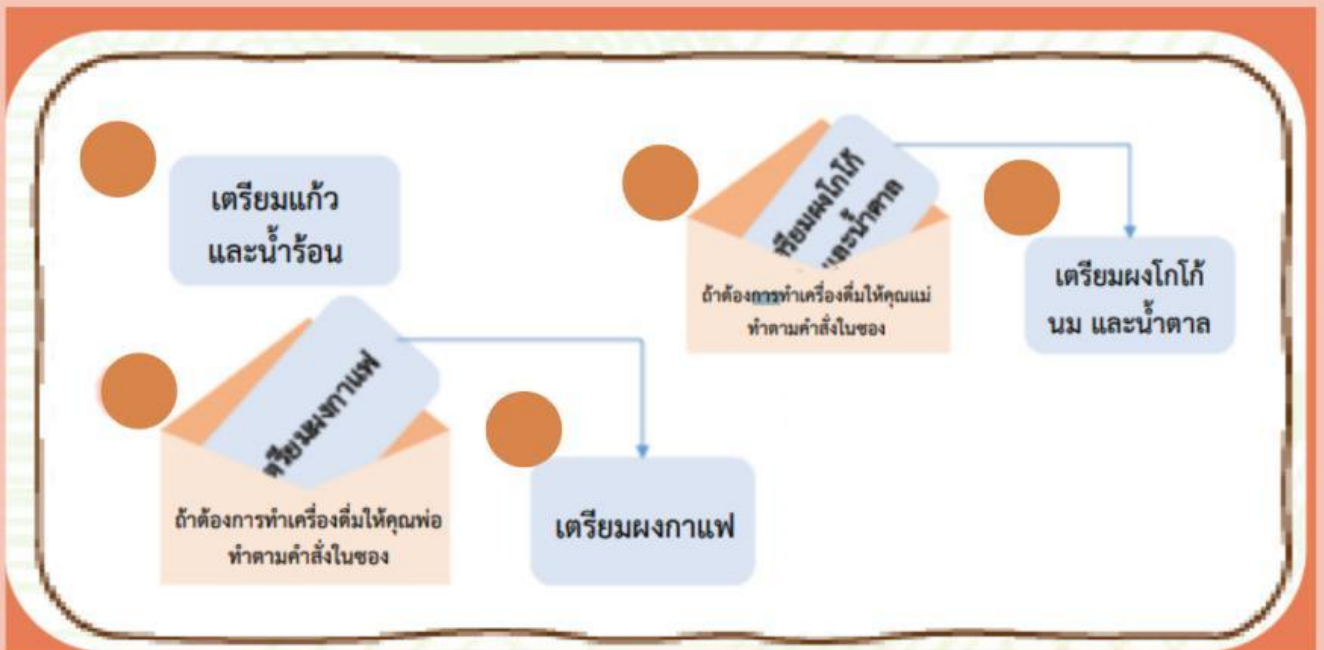 เตรียมแก้ว
และน้ำร้อน
ตรียมผงกาแฟ
ถ้าต้องการทำเครื่องดื่มให้คุณพ่อ
ทำตามคำสั่งในซอง
เตรียมผงกาแฟ
ตรียมผงโกโก้
และน้ำตาล
ถ้าต้องการทำเครื่องดื่มให้คุณแม่
ทำตามคำสั่งในซอง
เตรียมผงโกโก้
นม และน้ำตาล